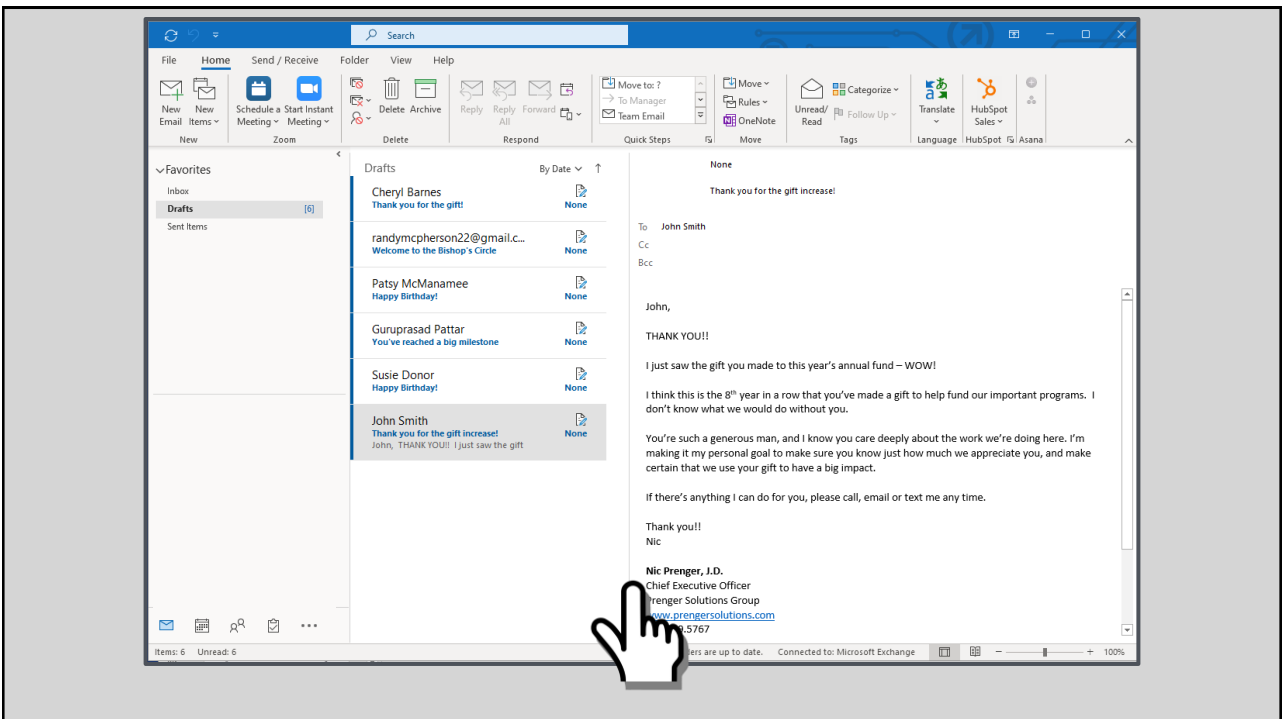 Search
File Home Send / Receive Folder View Help
New Email
New Items
Schedule a Meeting
Start Instant Meeting
Delete
Archive
Reply
Reply All
Forward
Move to: ?
To Manager
Team Email
Move
Rules
OneNote
Unread/ Read
Categorize
Follow Up
Translate
HubSpot Sales
New Zoom Delete Respond Quick Steps Move Tags Language HubSpot Asana
Favorites
Inbox
Drafts [6]
Sent Items
Drafts By Date
Cheryl Barnes
Thank you for the gift! None
randymcpherson22@gmail.c...
Welcome to the Bishop's Circle None
Patsy McManamee
Happy Birthday! None
Guruprasad Pattar
You've reached a big milestone None
Susie Donor
Happy Birthday! None
John Smith
Thank you for the gift increase! None
John, THANK YOU!! I just saw the gift
None
Thank you for the gift increase!
To John Smith
Cc
Bcc
John,
THANK YOU!!
I just saw the gift you made to this year's annual fund – WOW!
I think this is the 8th year in a row that you've made a gift to help fund our important programs. I
don't know what we would do without you.
You're such a generous man, and I know you care deeply about the work we're doing here. I'm
making it my personal goal to make sure you know just how much we appreciate you, and make
certain that we use your gift to have a big impact.
If there's anything I can do for you, please call, email or text me any time.
Thank you!!
Nic
Nic Prenger, J.D.
Chief Executive Officer
Prenger Solutions Group
www.prengersolutions.com
.5767
Items: 6 Unread: 6
are up to date. Connected to: Microsoft Exchange 100%